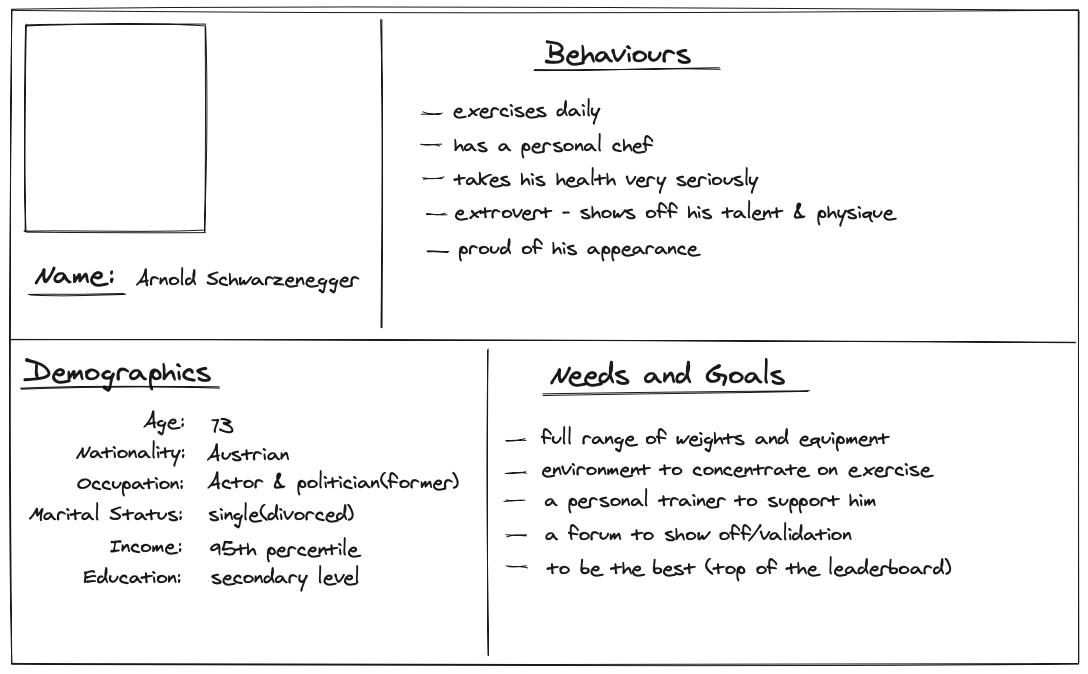 Name: Arnold Schwarzenegger
Behaviours
— exercises daily
— has a personal chef
— takes his health very seriously
— extrovert - shows off his talent & physique
— proud of his appearance
Demographics
Age: 73
Nationality: Austrian
Occupation: Actor & politician(former)
Marital Status: single(divorced)
Income: 95th percentile
Education: secondary level
Needs and Goals
— full range of weights and equipment
— environment to concentrate on exercise
— a personal trainer to support him
— a forum to show off/validation
— to be the best (top of the leaderboard)